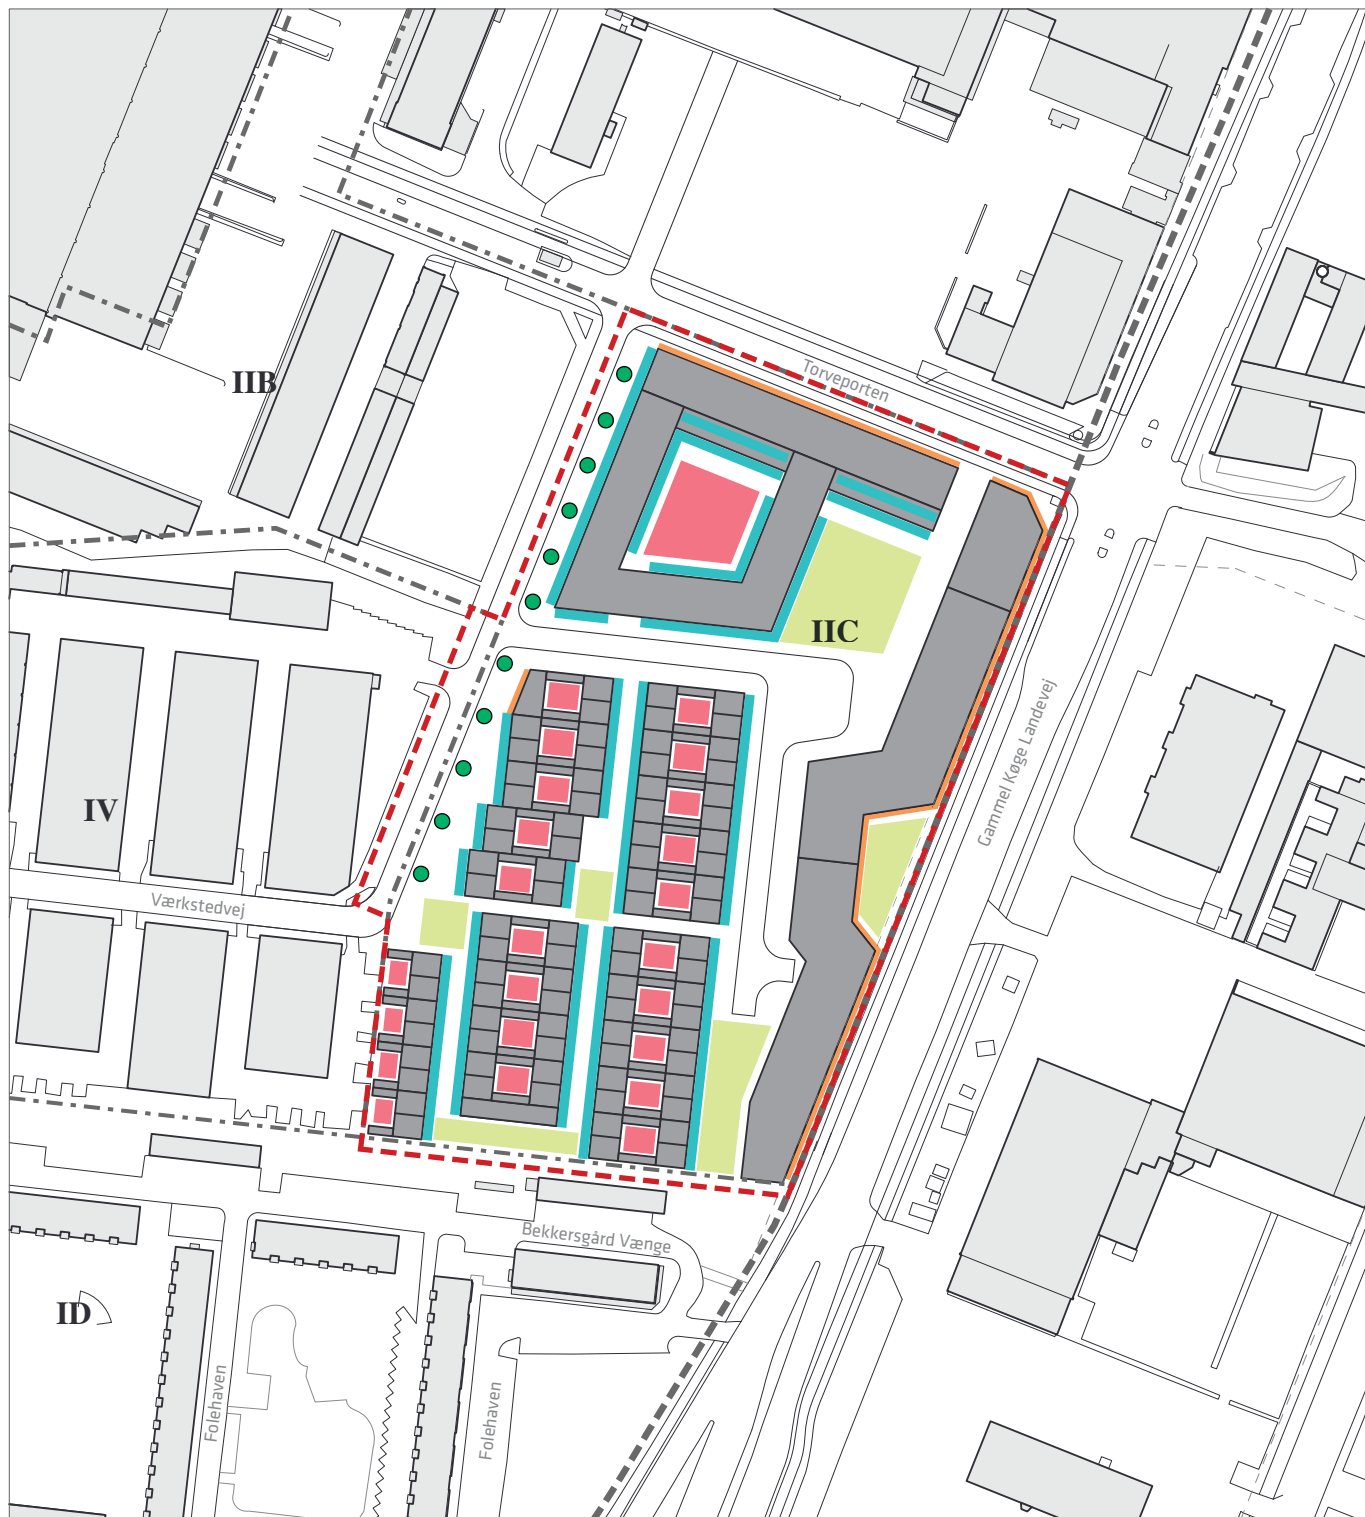 Torveporten
IIB
IIC
Gammel Køge Landevej
IV
Værkstedvej
Bekkersgård Vænge
ID
Folehaven
Folehaven